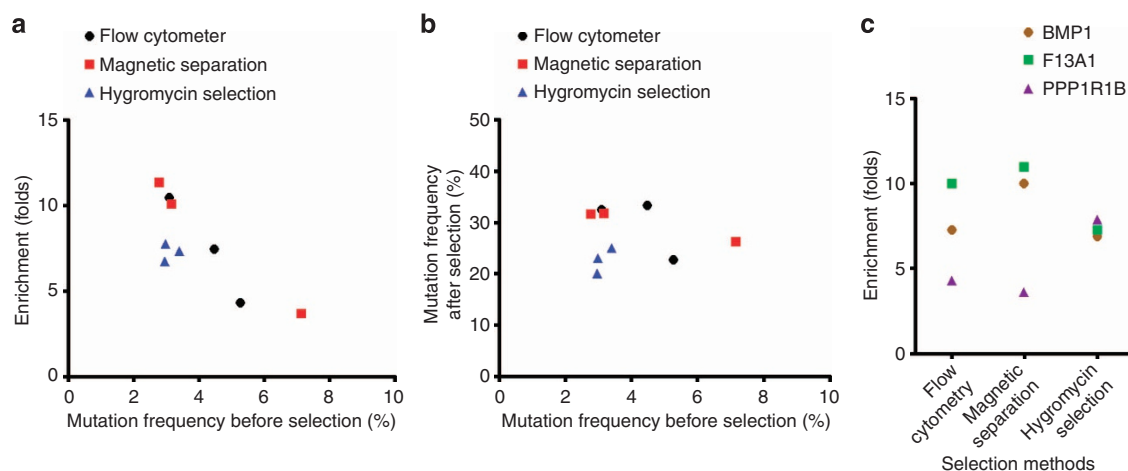 a
Flow cytometer
Magnetic separation
Hygromycin selection
15
10
5
0
Enrichment (folds)
0 2 4 6 8 10
Mutation frequency before selection (%)
b
Flow cytometer
Magnetic separation
Hygromycin selection
50
40
30
20
10
0
Mutation frequency
after selection (%)
0 2 4 6 8 10
Mutation frequency before selection (%)
c
BMP1
F13A1
PPP1R1B
15
10
5
0
Enrichment (folds)
Flow
cytometry
Magnetic
separation
Hygromycin
selection
Selection methods